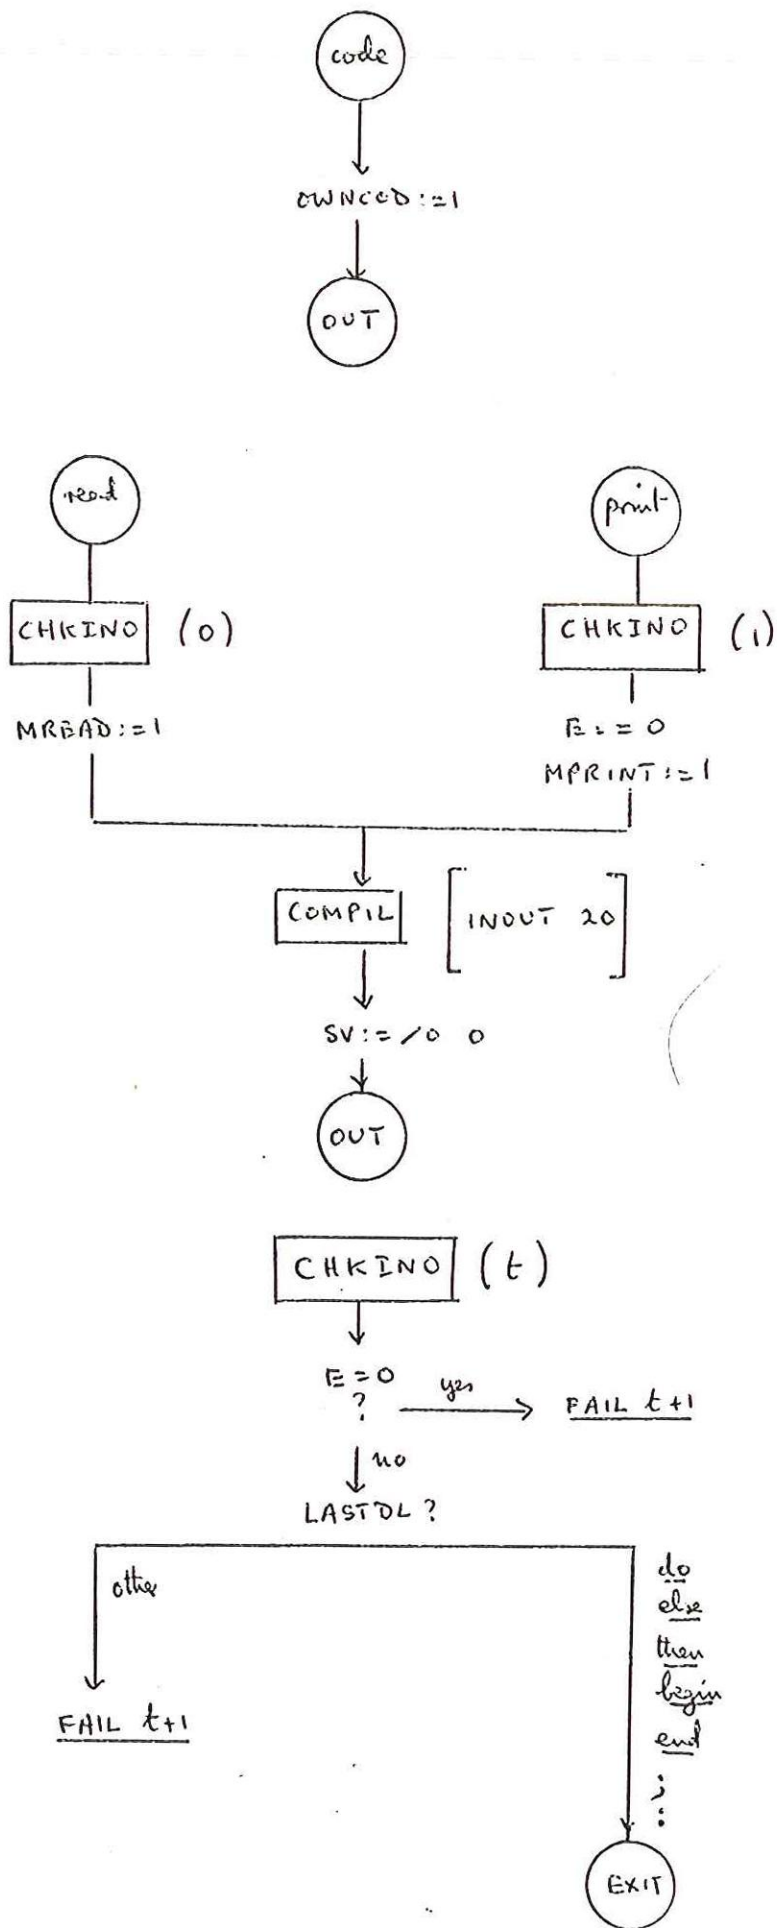 code
OWNCOD:=1
OUT
read
print
CHKINO (0)
CHKINO (1)
MREAD:=1
E:=0
MPRINT:=1
COMPIL [INOUT 20]
SV:=/0 0
OUT
CHKINO (t)
E=0
?
yes
FAIL t+1
no
LASTDL?
other
do
else
then
begin
end
;
:
FAIL t+1
EXIT